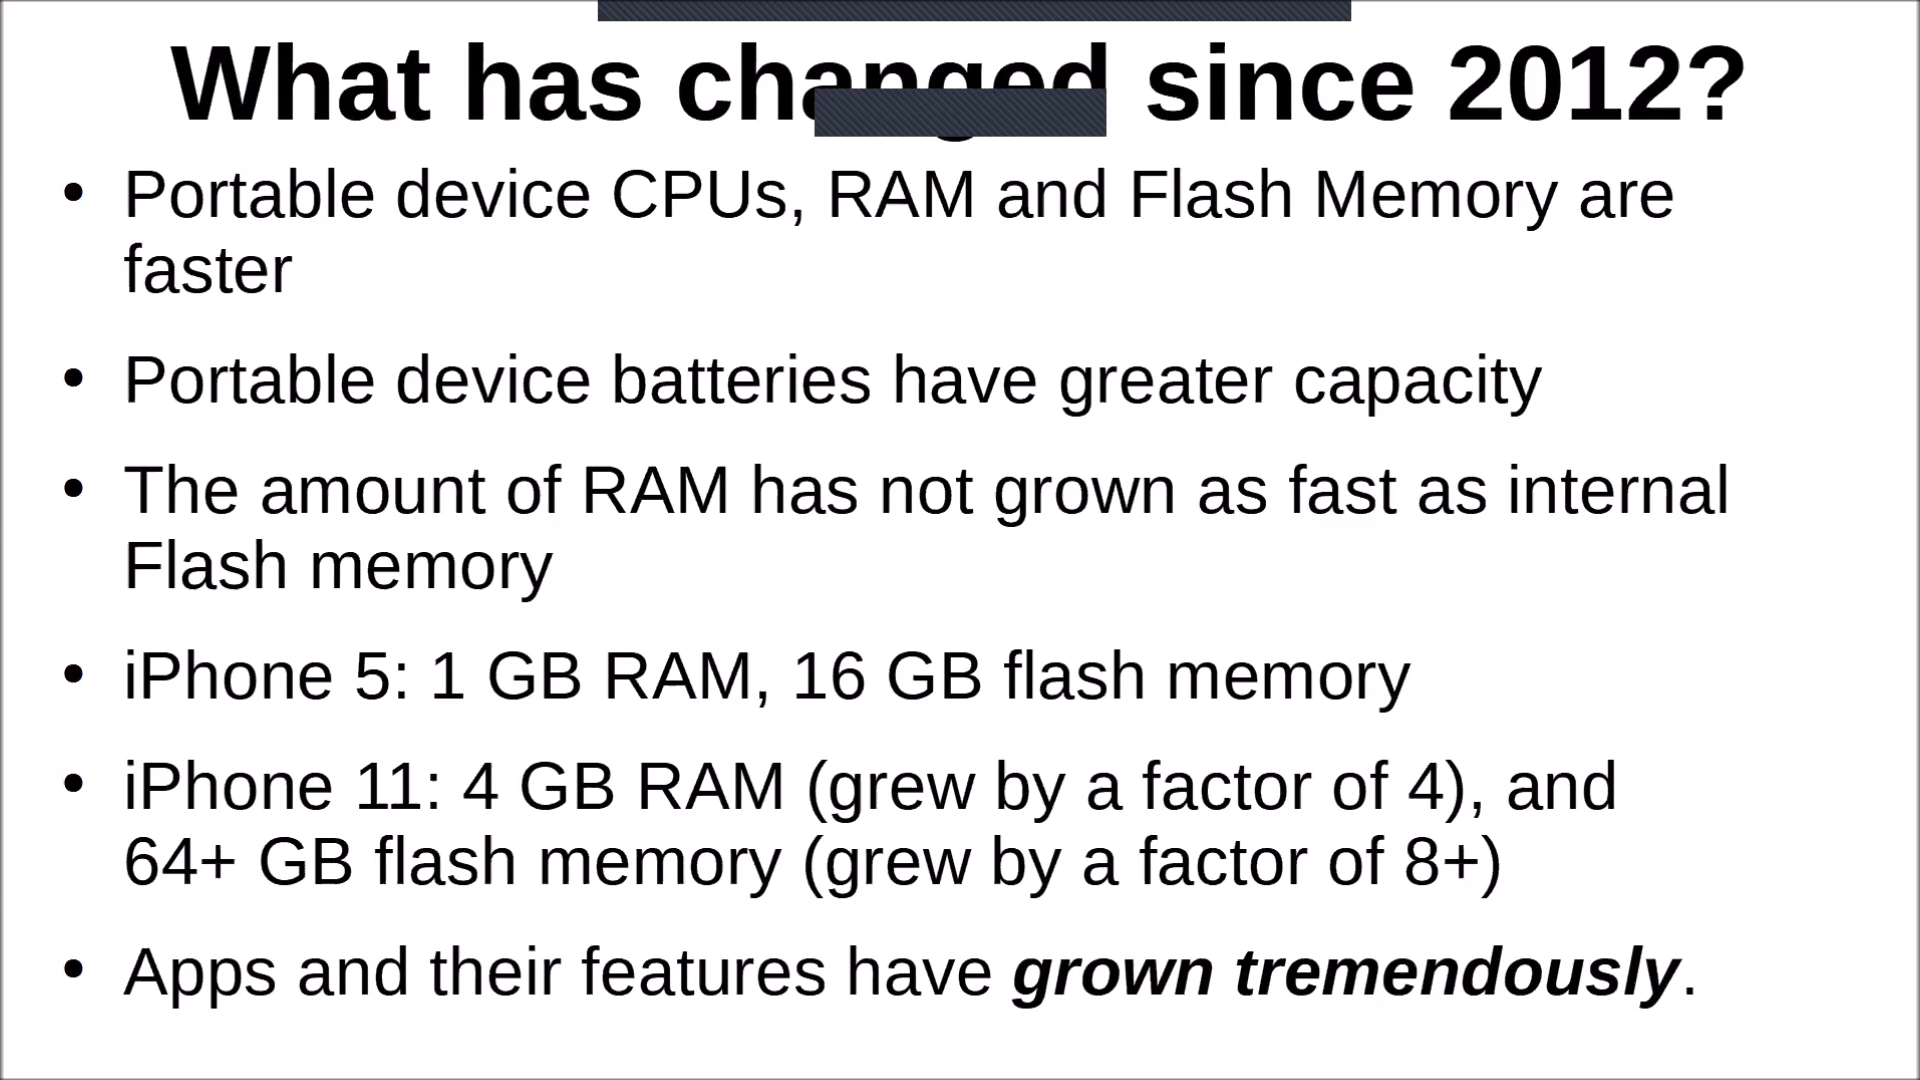 What has changed since 2012?
• Portable device CPUs, RAM and Flash Memory are
faster
• Portable device batteries have greater capacity
• The amount of RAM has not grown as fast as internal
Flash memory
• iPhone 5: 1 GB RAM, 16 GB flash memory
• iPhone 11: 4 GB RAM (grew by a factor of 4), and
64+ GB flash memory (grew by a factor of 8+)
• Apps and their features have grown tremendously.